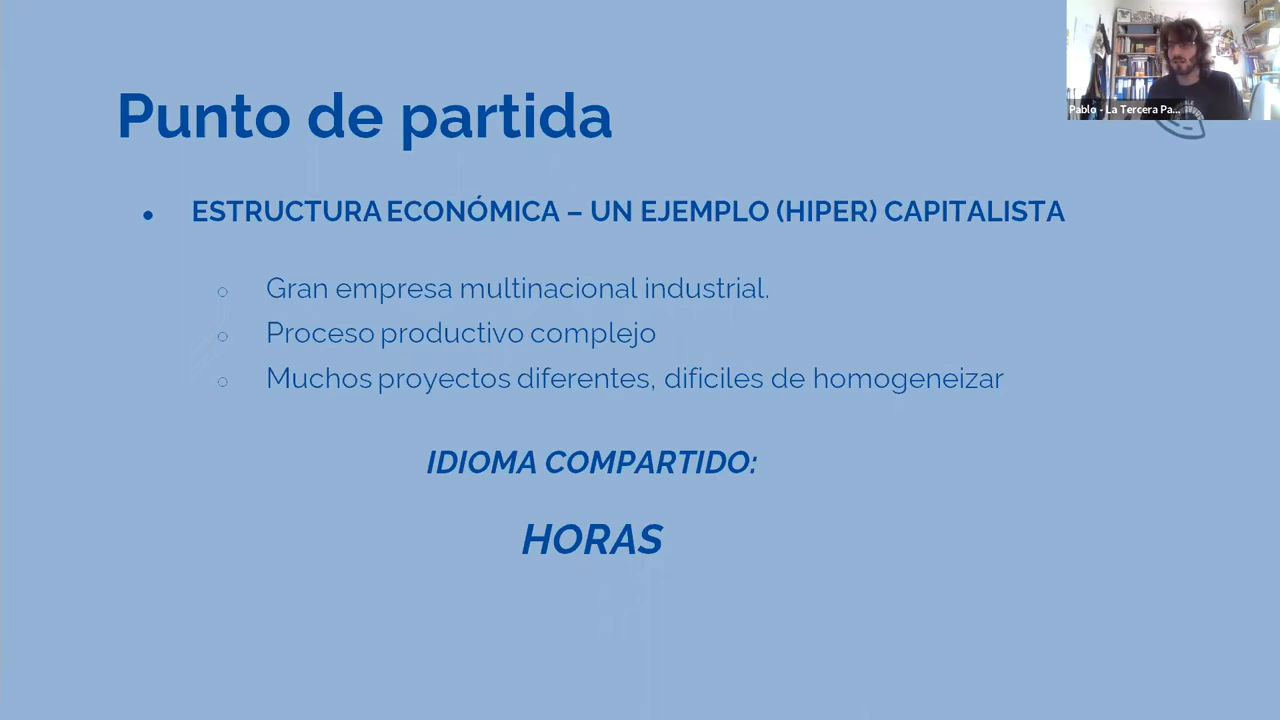 Punto de partida
Pablo - La Tercera Pa...
● ESTRUCTURA ECONÓMICA – UN EJEMPLO (HIPER) CAPITALISTA
○ Gran empresa multinacional industrial.
○ Proceso productivo complejo
○ Muchos proyectos diferentes, dificiles de homogeneizar
IDIOMA COMPARTIDO:
HORAS